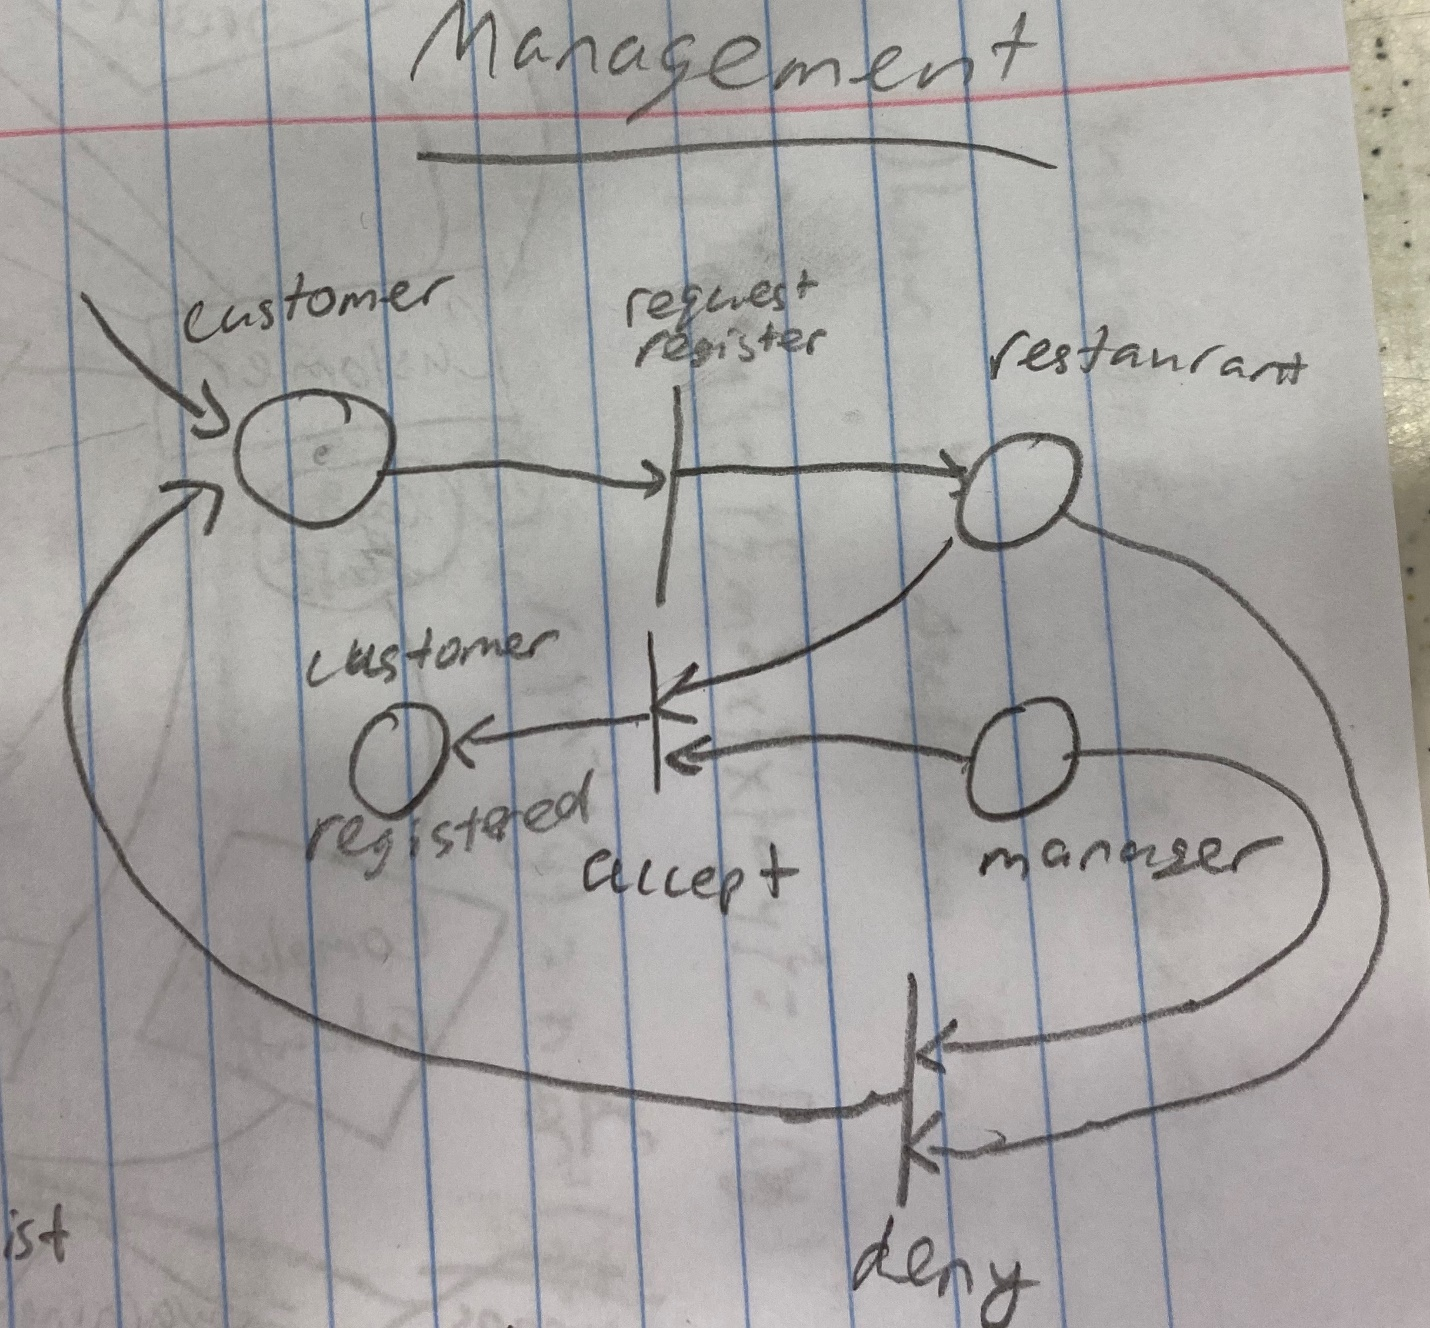 Management
customer
request
register
restaurant
customer
registered
accept
manager
deny
ist